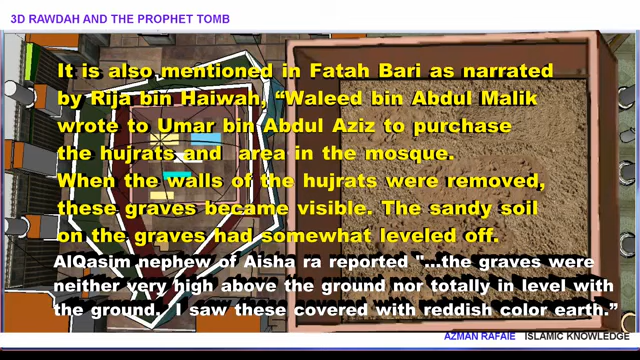 3D RAWDAH AND THE PROPHET TOMB
It is also mentioned in Fatah Bari as narrated
by Rija bin Haiwah, “Waleed bin Abdul Malik
wrote to Umar bin Abdul Aziz to purchase
the hujrats and area in the mosque.
When the walls of the hujrats were removed,
these graves became visible. The sandy soil
on the graves had somewhat leveled off.
AlQasim nephew of Aisha ra reported "...the graves were
neither very high above the ground nor totally in level with
the ground. I saw these covered with reddish color earth.”
AZMAN RAFAIE ISLAMIC KNOWLEDGE